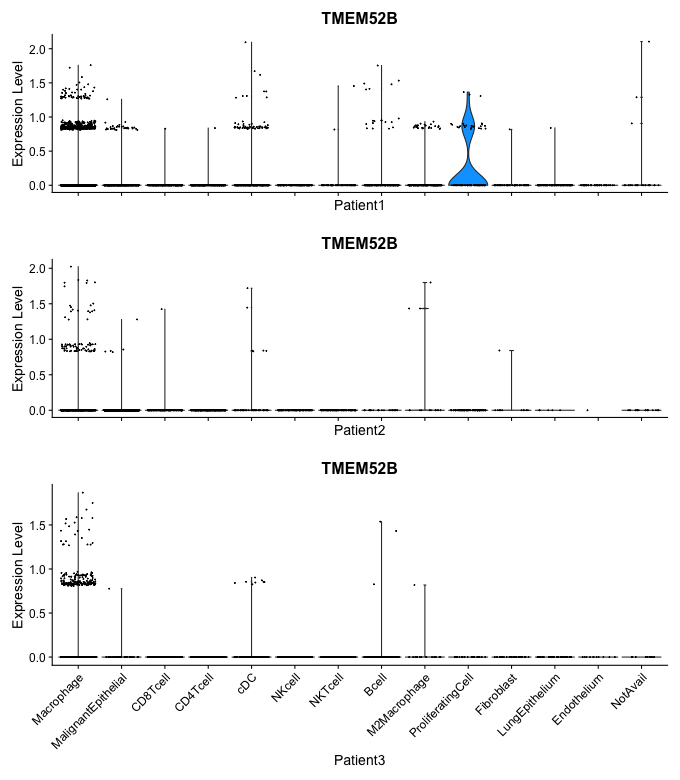 TMEM52B
Expression Level
2.0
1.5
1.0
0.5
0.0
Patient1
TMEM52B
Expression Level
2.0
1.5
1.0
0.5
0.0
Patient2
TMEM52B
Expression Level
1.5
1.0
0.5
0.0
Macrophage
MalignantEpithelial
CD8Tcell
CD4Tcell
cDC
NKcell
NKTcell
Bcell
M2Macrophage
ProliferatingCell
Fibroblast
LungEpithelium
Endothelium
NotAvail
Patient3